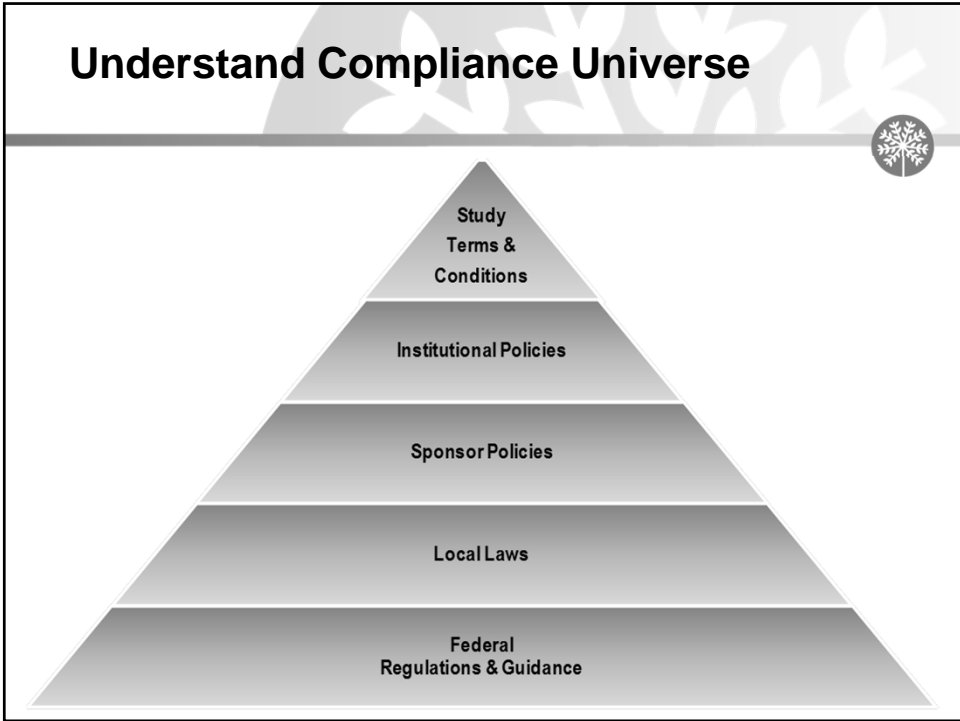 Understand Compliance Universe
Study
Terms &
Conditions
Institutional Policies
Sponsor Policies
Local Laws
Federal
Regulations & Guidance